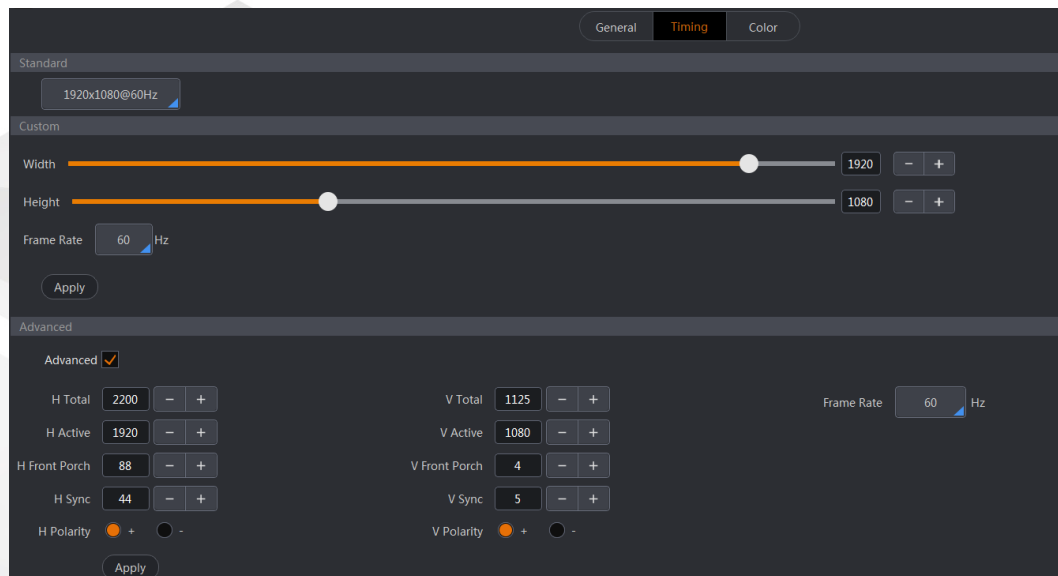 General Timing Color
Standard
1920x1080@60Hz
Custom
Width 1920 - +
Height 1080 - +
Frame Rate 60 Hz
Apply
Advanced
Advanced
H Total 2200 - + V Total 1125 - + Frame Rate 60 Hz
H Active 1920 - + V Active 1080 - +
H Front Porch 88 - + V Front Porch 4 - +
H Sync 44 - + V Sync 5 - +
H Polarity + - V Polarity + -
Apply